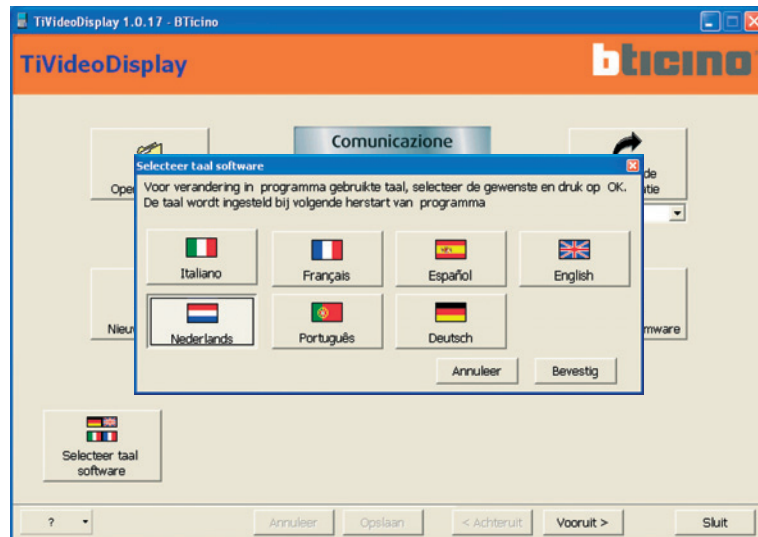 TiVideoDisplay 1.0.17 - BTicino
TiVideoDisplay
bticino
Comunicazione
Selecteer taal software
Voor verandering in programma gebruikte taal, selecteer de gewenste en druk op OK.
De taal wordt ingesteld bij volgende herstart van programma
Italiano
Français
Español
English
Nederlands
Português
Deutsch
Annuleer
Bevestig
Selecteer taal
software
?
Annuleer
Opslaan
< Achteruit
Vooruit >
Sluit